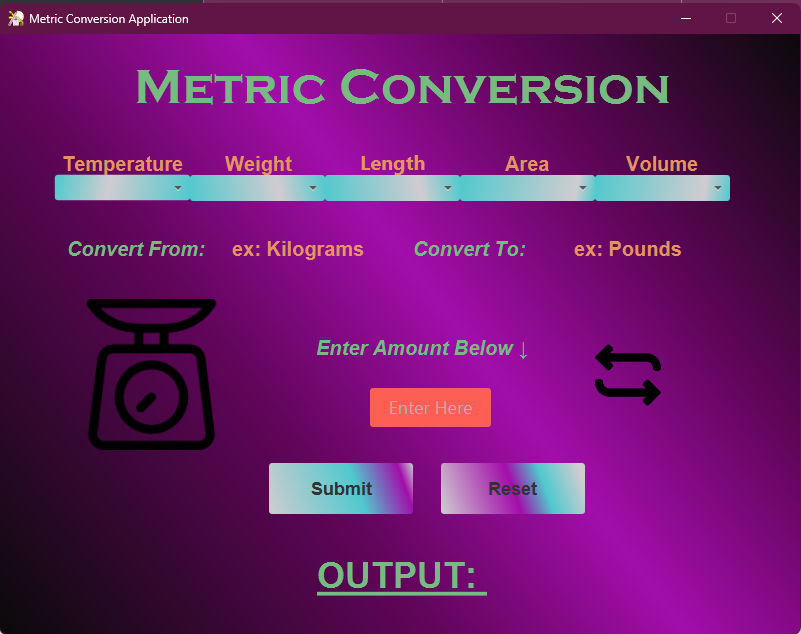 Metric Conversion Application
Metric Conversion
Temperature Weight Length Area Volume
Convert From: ex: Kilograms Convert To: ex: Pounds
Enter Amount Below ↓
Enter Here
Submit Reset
OUTPUT: